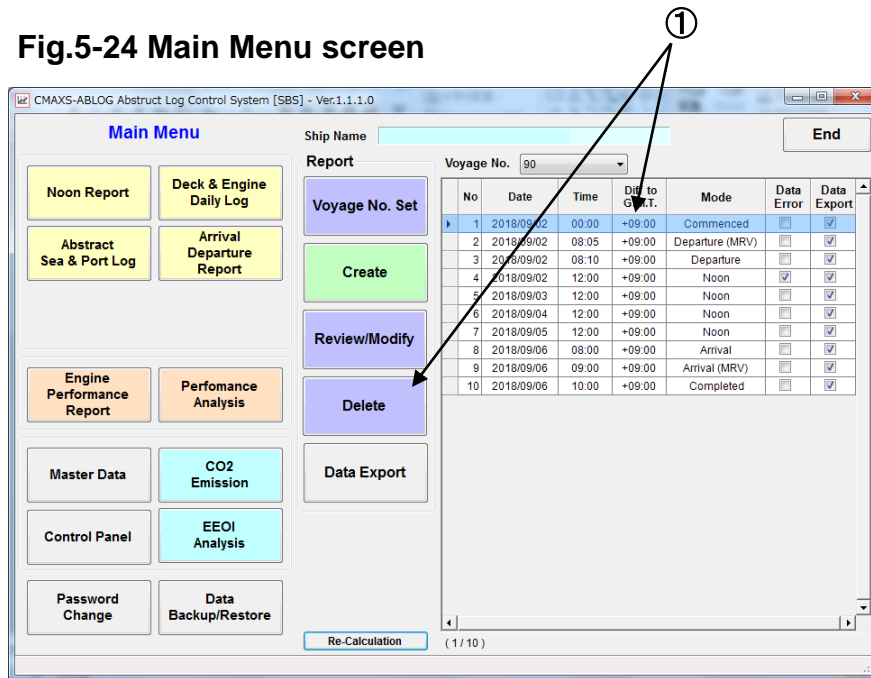 ①
Fig.5-24 Main Menu screen
CMAXS-ABLOG Abstruct Log Control System [SBS] - Ver.1.1.1.0
Main Menu
Ship Name
End
Noon Report
Deck & Engine
Daily Log
Abstract
Sea & Port Log
Arrival
Departure
Report
Engine
Performance
Report
Perfomance
Analysis
Master Data
CO2
Emission
Control Panel
EEOI
Analysis
Password
Change
Data
Backup/Restore
Report
Voyage No. Set
Create
Review/Modify
Delete
Data Export
Re-Calculation
Voyage No. 90
No Date Time Diff to G.M.T. Mode Data Error Data Export
1 2018/09/02 00:00 +09:00 Commenced
2 2018/09/02 08:05 +09:00 Departure (MRV)
3 2018/09/02 08:10 +09:00 Departure
4 2018/09/02 12:00 +09:00 Noon
5 2018/09/03 12:00 +09:00 Noon
6 2018/09/04 12:00 +09:00 Noon
7 2018/09/05 12:00 +09:00 Noon
8 2018/09/06 08:00 +09:00 Arrival
9 2018/09/06 09:00 +09:00 Arrival (MRV)
10 2018/09/06 10:00 +09:00 Completed
( 1 / 10 )